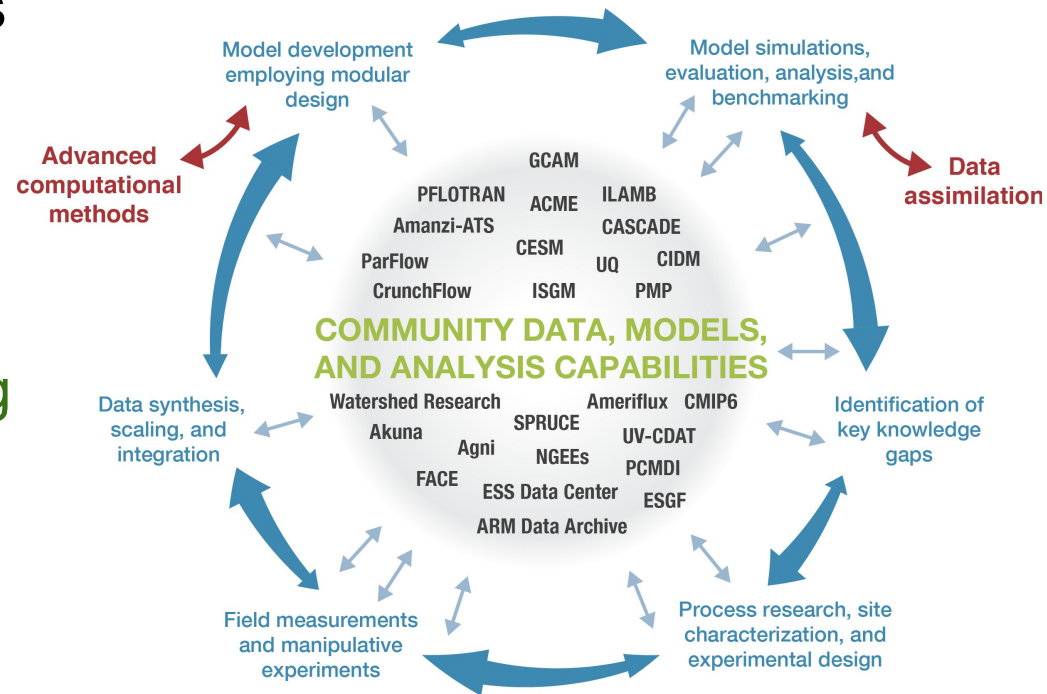 s
Model development
employing modular
design
Model simulations,
evaluation, analysis,and
benchmarking
Advanced
computational
methods
Data
assimilation
GCAM
PFLOTRAN
ACME
ILAMB
Amanzi-ATS
CASCADE
CESM
ParFlow
UQ
CIDM
CrunchFlow
ISGM
PMP
COMMUNITY DATA, MODELS,
AND ANALYSIS CAPABILITIES
g
Watershed Research
Ameriflux
CMIP6
SPRUCE
Akuna
UV-CDAT
Agni
NGEEs
PCMDI
FACE
ESS Data Center
ESGF
ARM Data Archive
Data synthesis,
scaling, and
integration
Identification of
key knowledge
gaps
Field measurements
and manipulative
experiments
Process research, site
characterization, and
experimental design